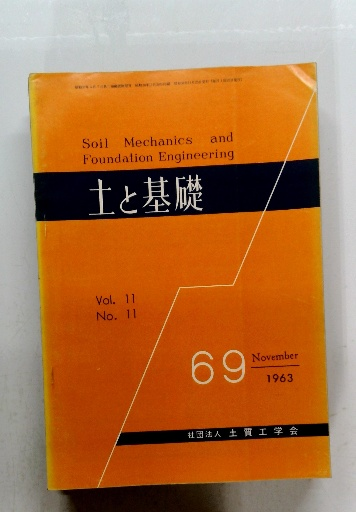 Soil Mechanics and
Foundation Engineering
土と基礎
Vol. 11
No. 11
69
November
1963
社団法人 土質工学会